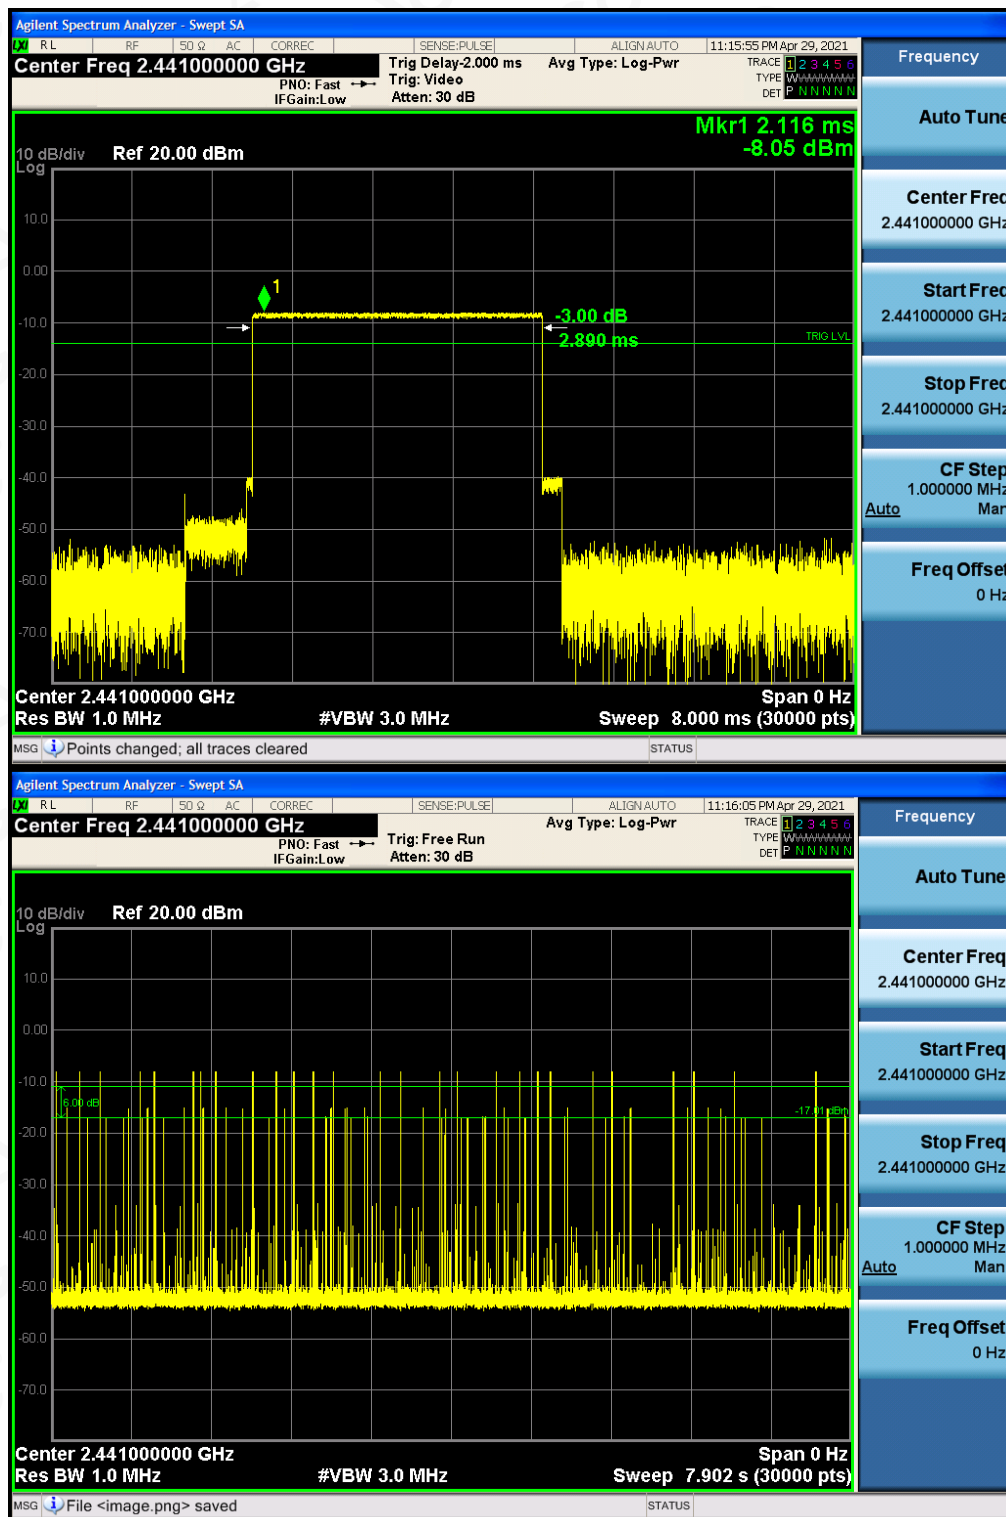 Agilent Spectrum Analyzer - Swept SA
LXI RL RF 50 Ω AC CORREC SENSE:PULSE ALIGN AUTO 11:15:55 PM Apr 29, 2021
Center Freq 2.441000000 GHz
PNO: Fast
IFGain:Low
Trig Delay-2.000 ms
Trig: Video
Atten: 30 dB
Avg Type: Log-Pwr
TRACE 1 2 3 4 5 6
TYPE
DET P N N N N N
Mkr1 2.116 ms
-8.05 dBm
10 dB/div Ref 20.00 dBm
Log
10.0
0.00
-10.0
-20.0
-30.0
-40.0
-50.0
-60.0
-70.0
1
-3.00 dB
2.890 ms
TRIG LVL
Center 2.441000000 GHz Span 0 Hz
Res BW 1.0 MHz #VBW 3.0 MHz Sweep 8.000 ms (30000 pts)
MSG Points changed; all traces cleared STATUS
Frequency
Auto Tune
Center Freq
2.441000000 GHz
Start Freq
2.441000000 GHz
Stop Freq
2.441000000 GHz
CF Step
1.000000 MHz
Auto Man
Freq Offset
0 Hz
Agilent Spectrum Analyzer - Swept SA
LXI RL RF 50 Ω AC CORREC SENSE:PULSE ALIGN AUTO 11:16:05 PM Apr 29, 2021
Center Freq 2.441000000 GHz
PNO: Fast
IFGain:Low
Trig: Free Run
Atten: 30 dB
Avg Type: Log-Pwr
TRACE 1 2 3 4 5 6
TYPE
DET P N N N N N
10 dB/div Ref 20.00 dBm
Log
10.0
0.00
-10.0
-20.0
-30.0
-40.0
-50.0
-60.0
-70.0
6.00 dB
-17.01 dBm
Center 2.441000000 GHz Span 0 Hz
Res BW 1.0 MHz #VBW 3.0 MHz Sweep 7.902 s (30000 pts)
MSG File <image.png> saved STATUS
Frequency
Auto Tune
Center Freq
2.441000000 GHz
Start Freq
2.441000000 GHz
Stop Freq
2.441000000 GHz
CF Step
1.000000 MHz
Auto Man
Freq Offset
0 Hz